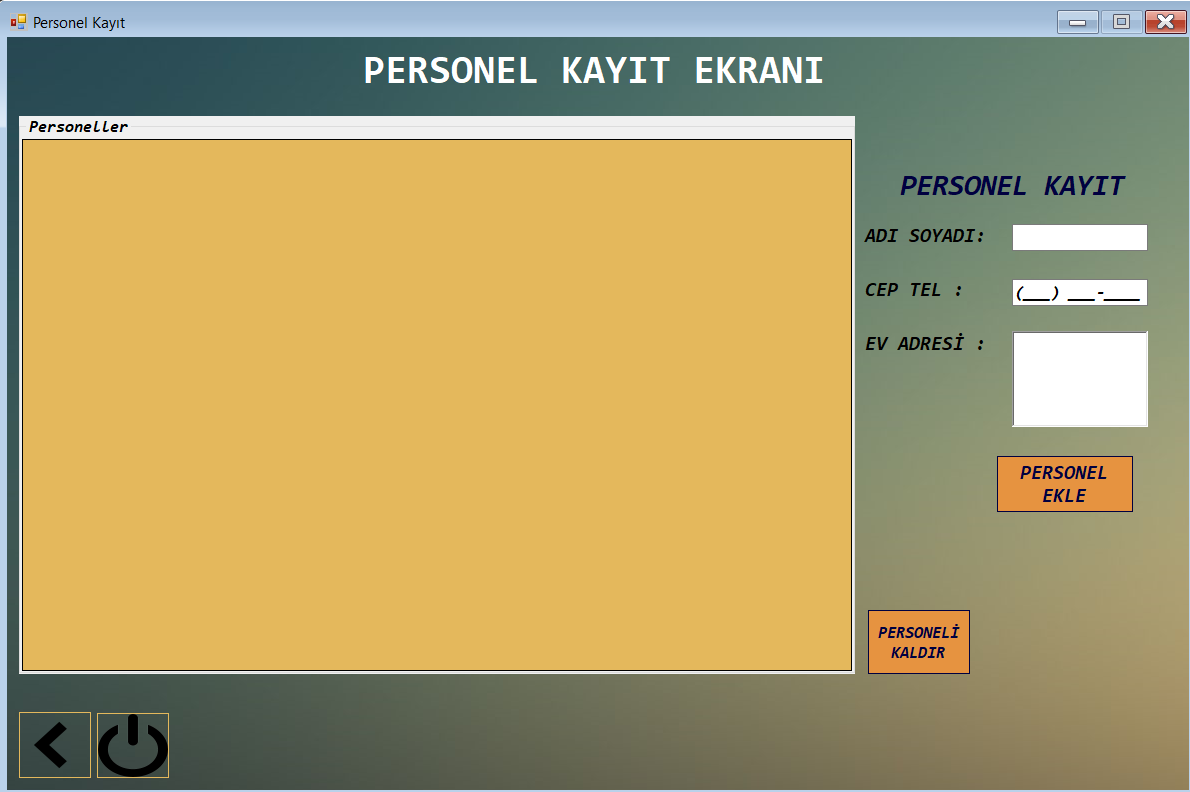 Personel Kayıt
PERSONEL KAYIT EKRANI
Personeller
PERSONEL KAYIT
ADI SOYADI:
CEP TEL :
(___) ___-____
EV ADRESİ :
PERSONEL
EKLE
PERSONELİ
KALDIR